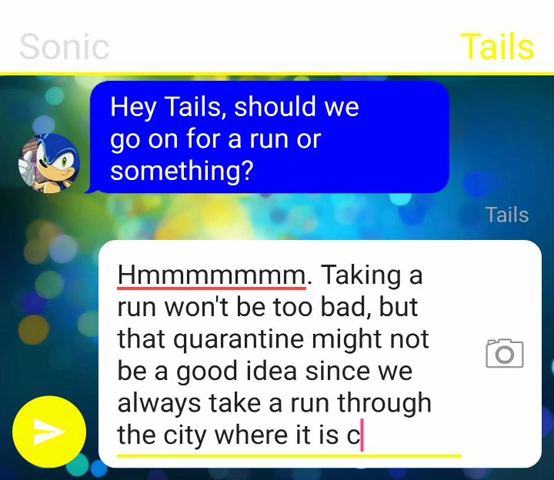 Sonic
Tails
Hey Tails, should we
go on for a run or
something?
Tails
Hmmmmmmm. Taking a
run won't be too bad, but
that quarantine might not
be a good idea since we
always take a run through
the city where it is c